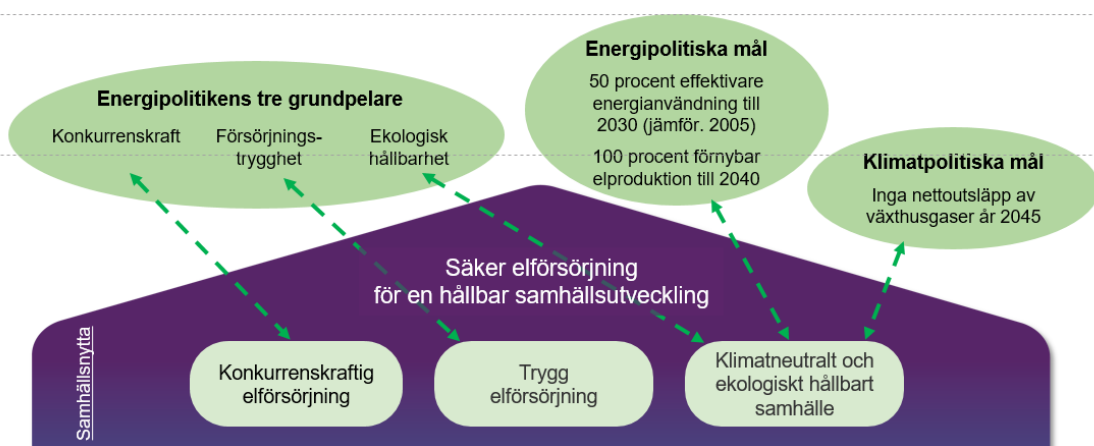 Energipolitikens tre grundpelare
Konkurrenskraft
Försörjnings-
trygghet
Ekologisk
hållbarhet
Energipolitiska mål
50 procent effektivare
energianvändning till
2030 (jämför. 2005)
100 procent förnybar
elproduktion till 2040
Klimatpolitiska mål
Inga nettoutsläpp av
växthusgaser år 2045
Säker elförsörjning
för en hållbar samhällsutveckling
Samhällsnytta
Konkurrenskraftig
elförsörjning
Trygg
elförsörjning
Klimatneutralt och
ekologiskt hållbart
samhälle